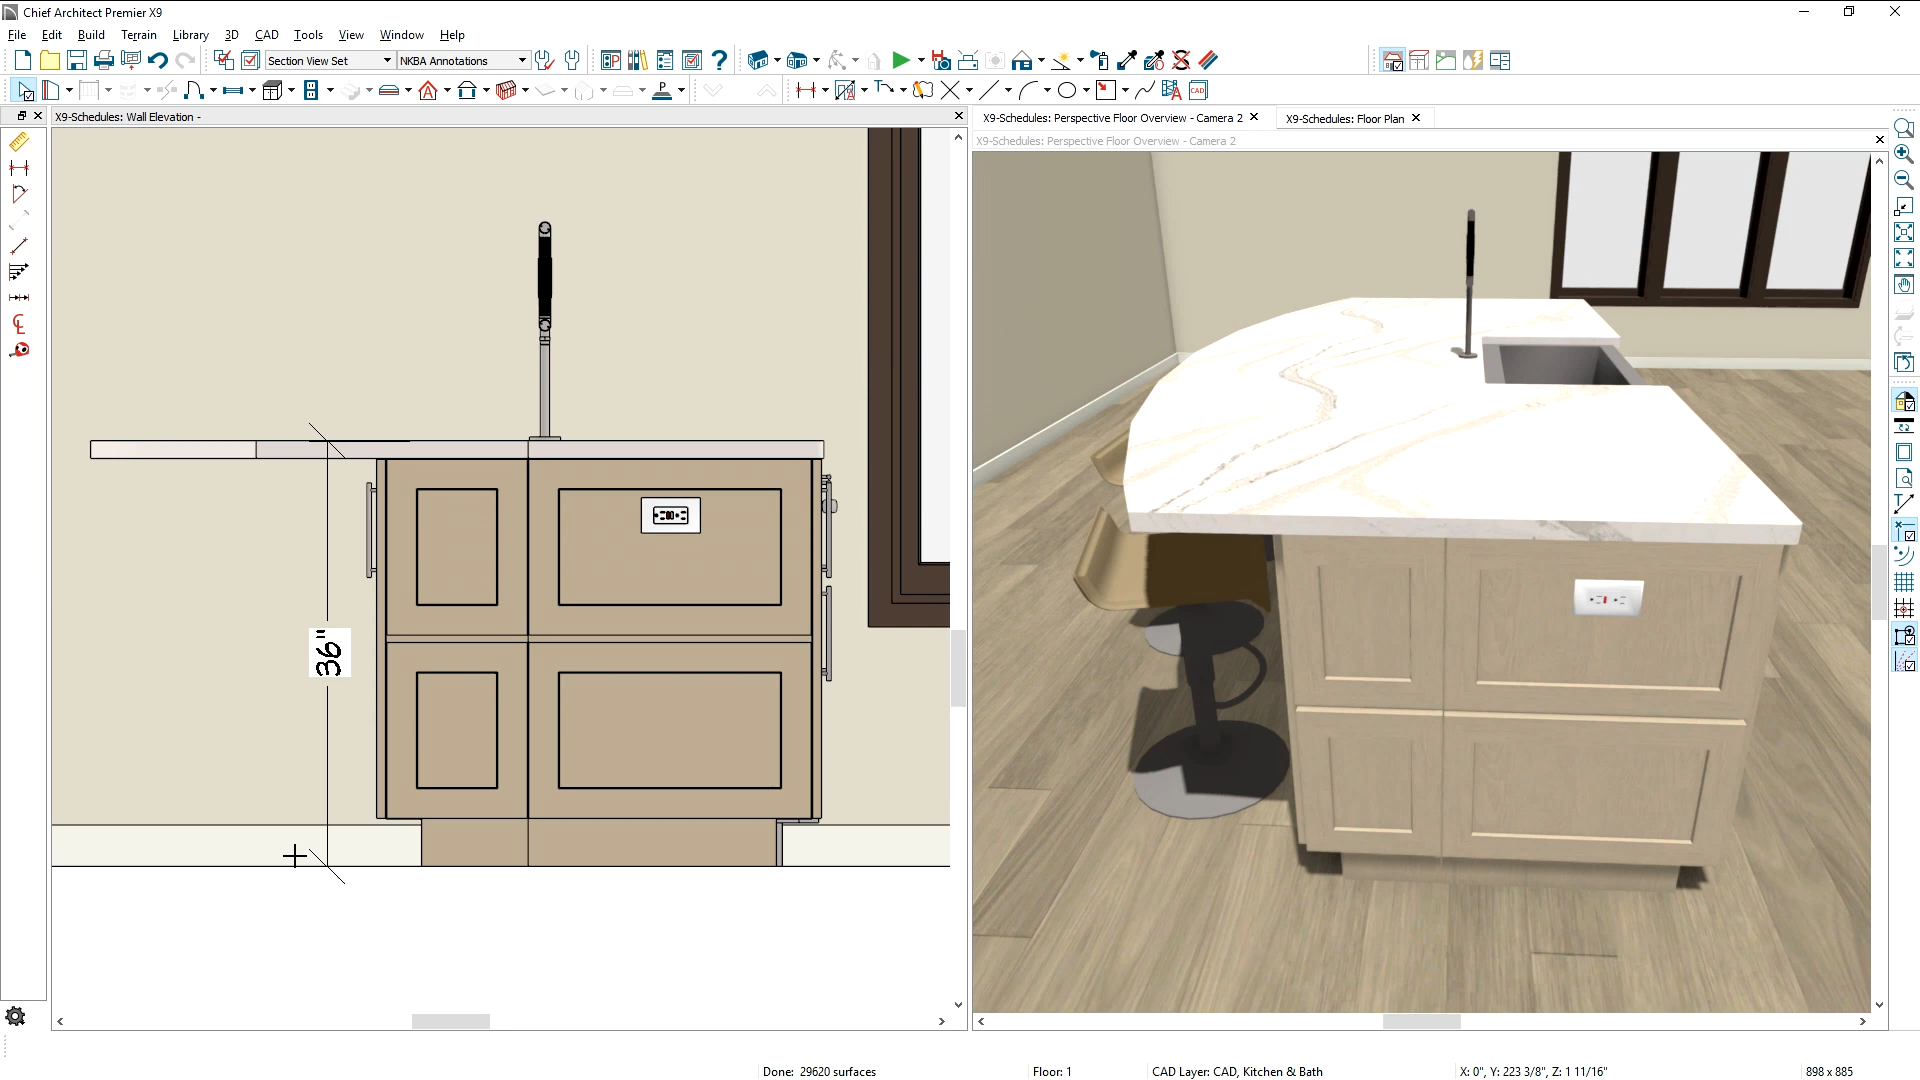 Chief Architect Premier X9
File Edit Build Terrain Library 3D CAD Tools View Window Help
Section View Set NKBA Annotations
P
CAD
X9-Schedules: Wall Elevation -
X9-Schedules: Perspective Floor Overview - Camera 2
X9-Schedules: Floor Plan
X9-Schedules: Perspective Floor Overview - Camera 2
36"
Done: 29620 surfaces
Floor: 1
CAD Layer: CAD, Kitchen & Bath
X: 0", Y: 223 3/8", Z: 1 11/16"
898 x 885